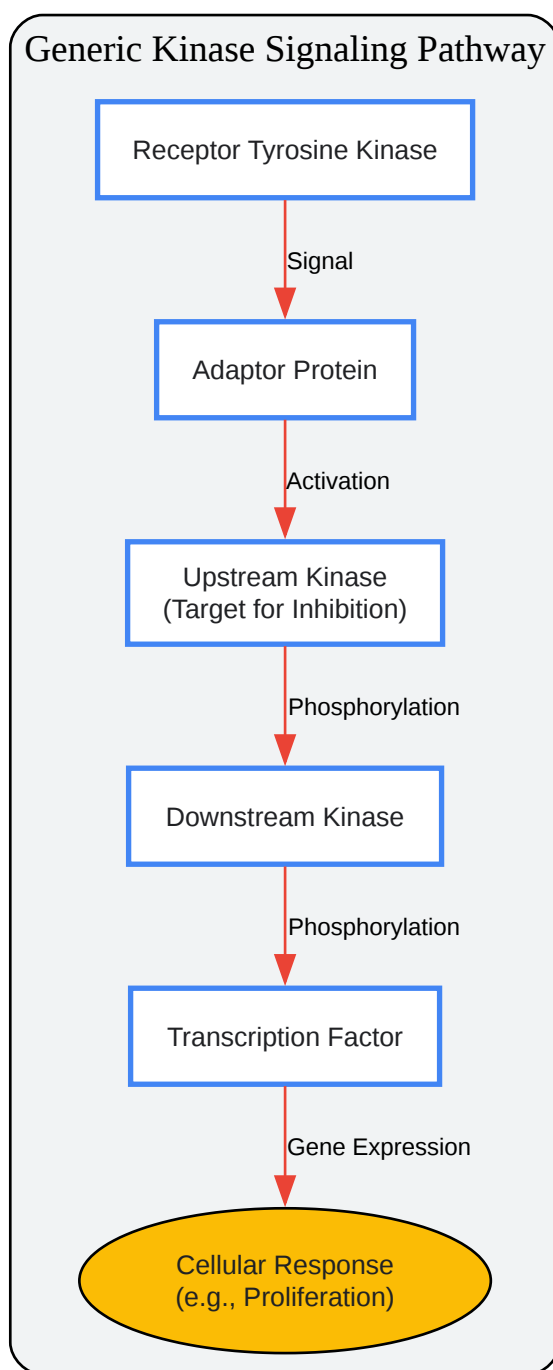 Generic Kinase Signaling Pathway
Receptor Tyrosine Kinase
Signal
Adaptor Protein
Activation
Upstream Kinase
(Target for Inhibition)
Phosphorylation
Downstream Kinase
Phosphorylation
Transcription Factor
Gene Expression
Cellular Response
(e.g., Proliferation)